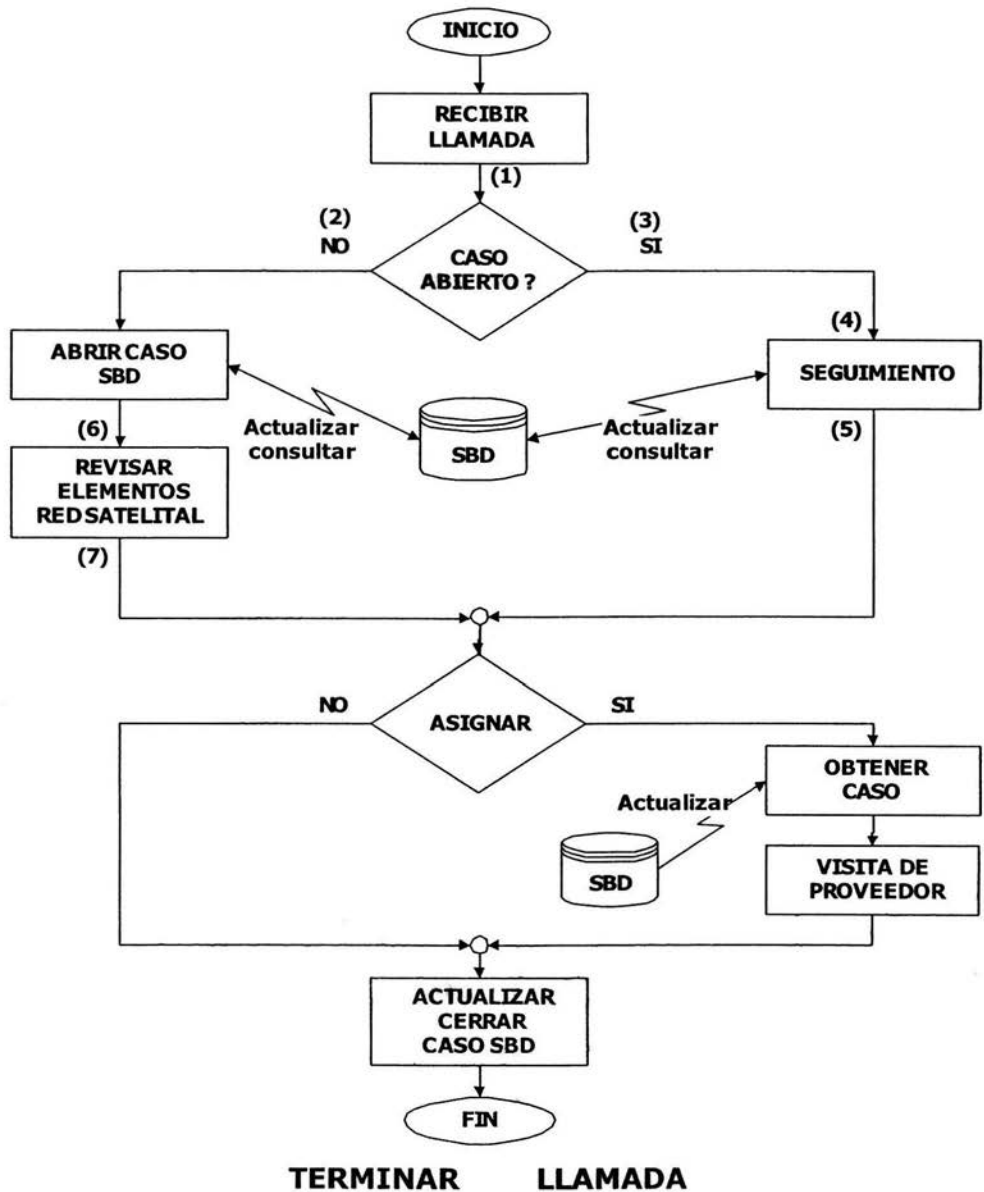 INICIO
RECIBIR
LLAMADA
(1)
(2)
NO
(3)
SI
CASO
ABIERTO ?
(4)
ABRIR CASO
SBD
SEGUIMIENTO
(5)
Actualizar
consultar
SBD
Actualizar
consultar
(6)
REVISAR
ELEMENTOS
RED SATELITAL
(7)
NO
ASIGNAR
SI
OBTENER
CASO
Actualizar
SBD
VISITA DE
PROVEEDOR
ACTUALIZAR
CERRAR
CASO SBD
FIN
TERMINAR LLAMADA